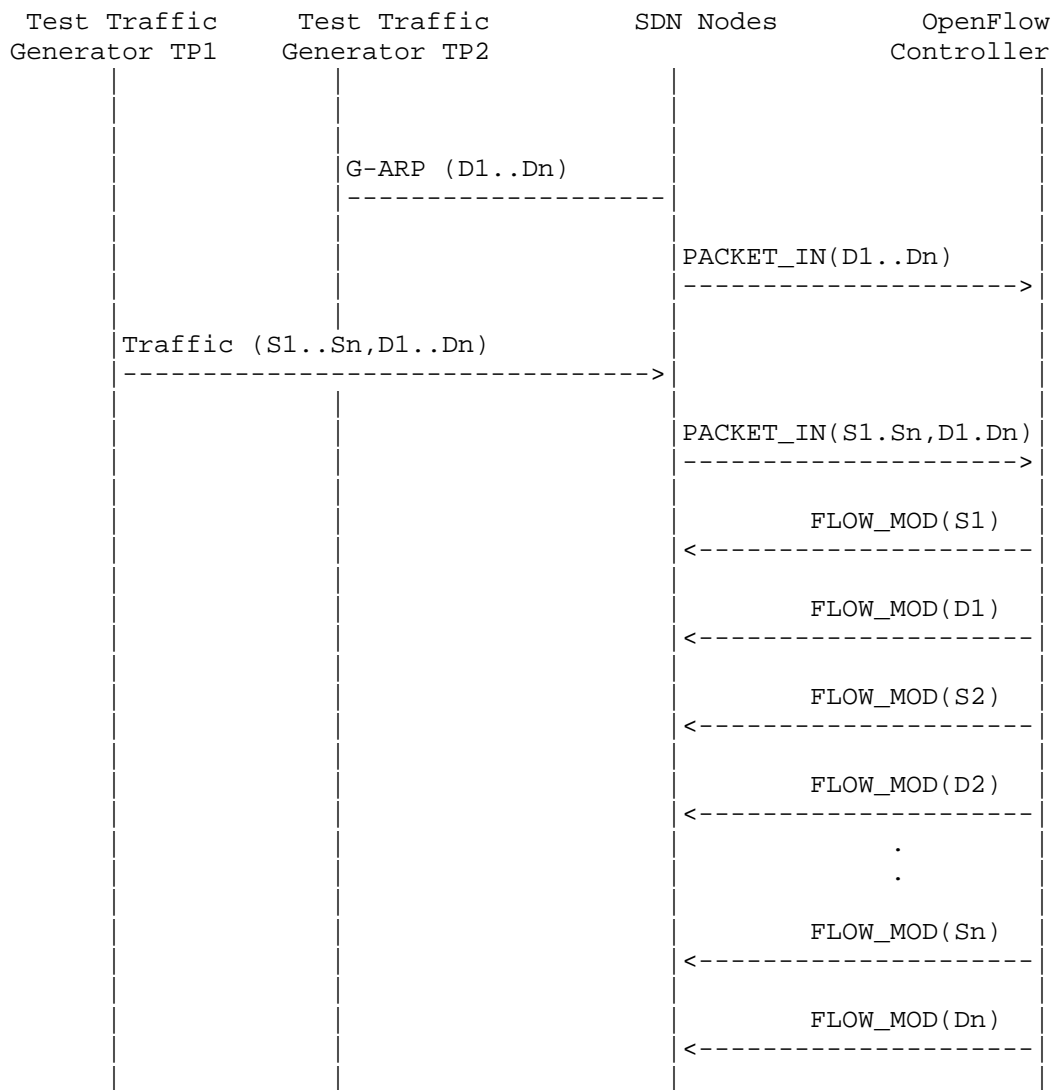 Test Traffic Test Traffic SDN Nodes OpenFlow
Generator TP1 Generator TP2 Controller
G-ARP (D1..Dn)
PACKET_IN(D1..Dn)
Traffic (S1..Sn,D1..Dn)
PACKET_IN(S1.Sn,D1.Dn)
FLOW_MOD(S1)
FLOW_MOD(D1)
FLOW_MOD(S2)
FLOW_MOD(D2)
.
.
FLOW_MOD(Sn)
FLOW_MOD(Dn)